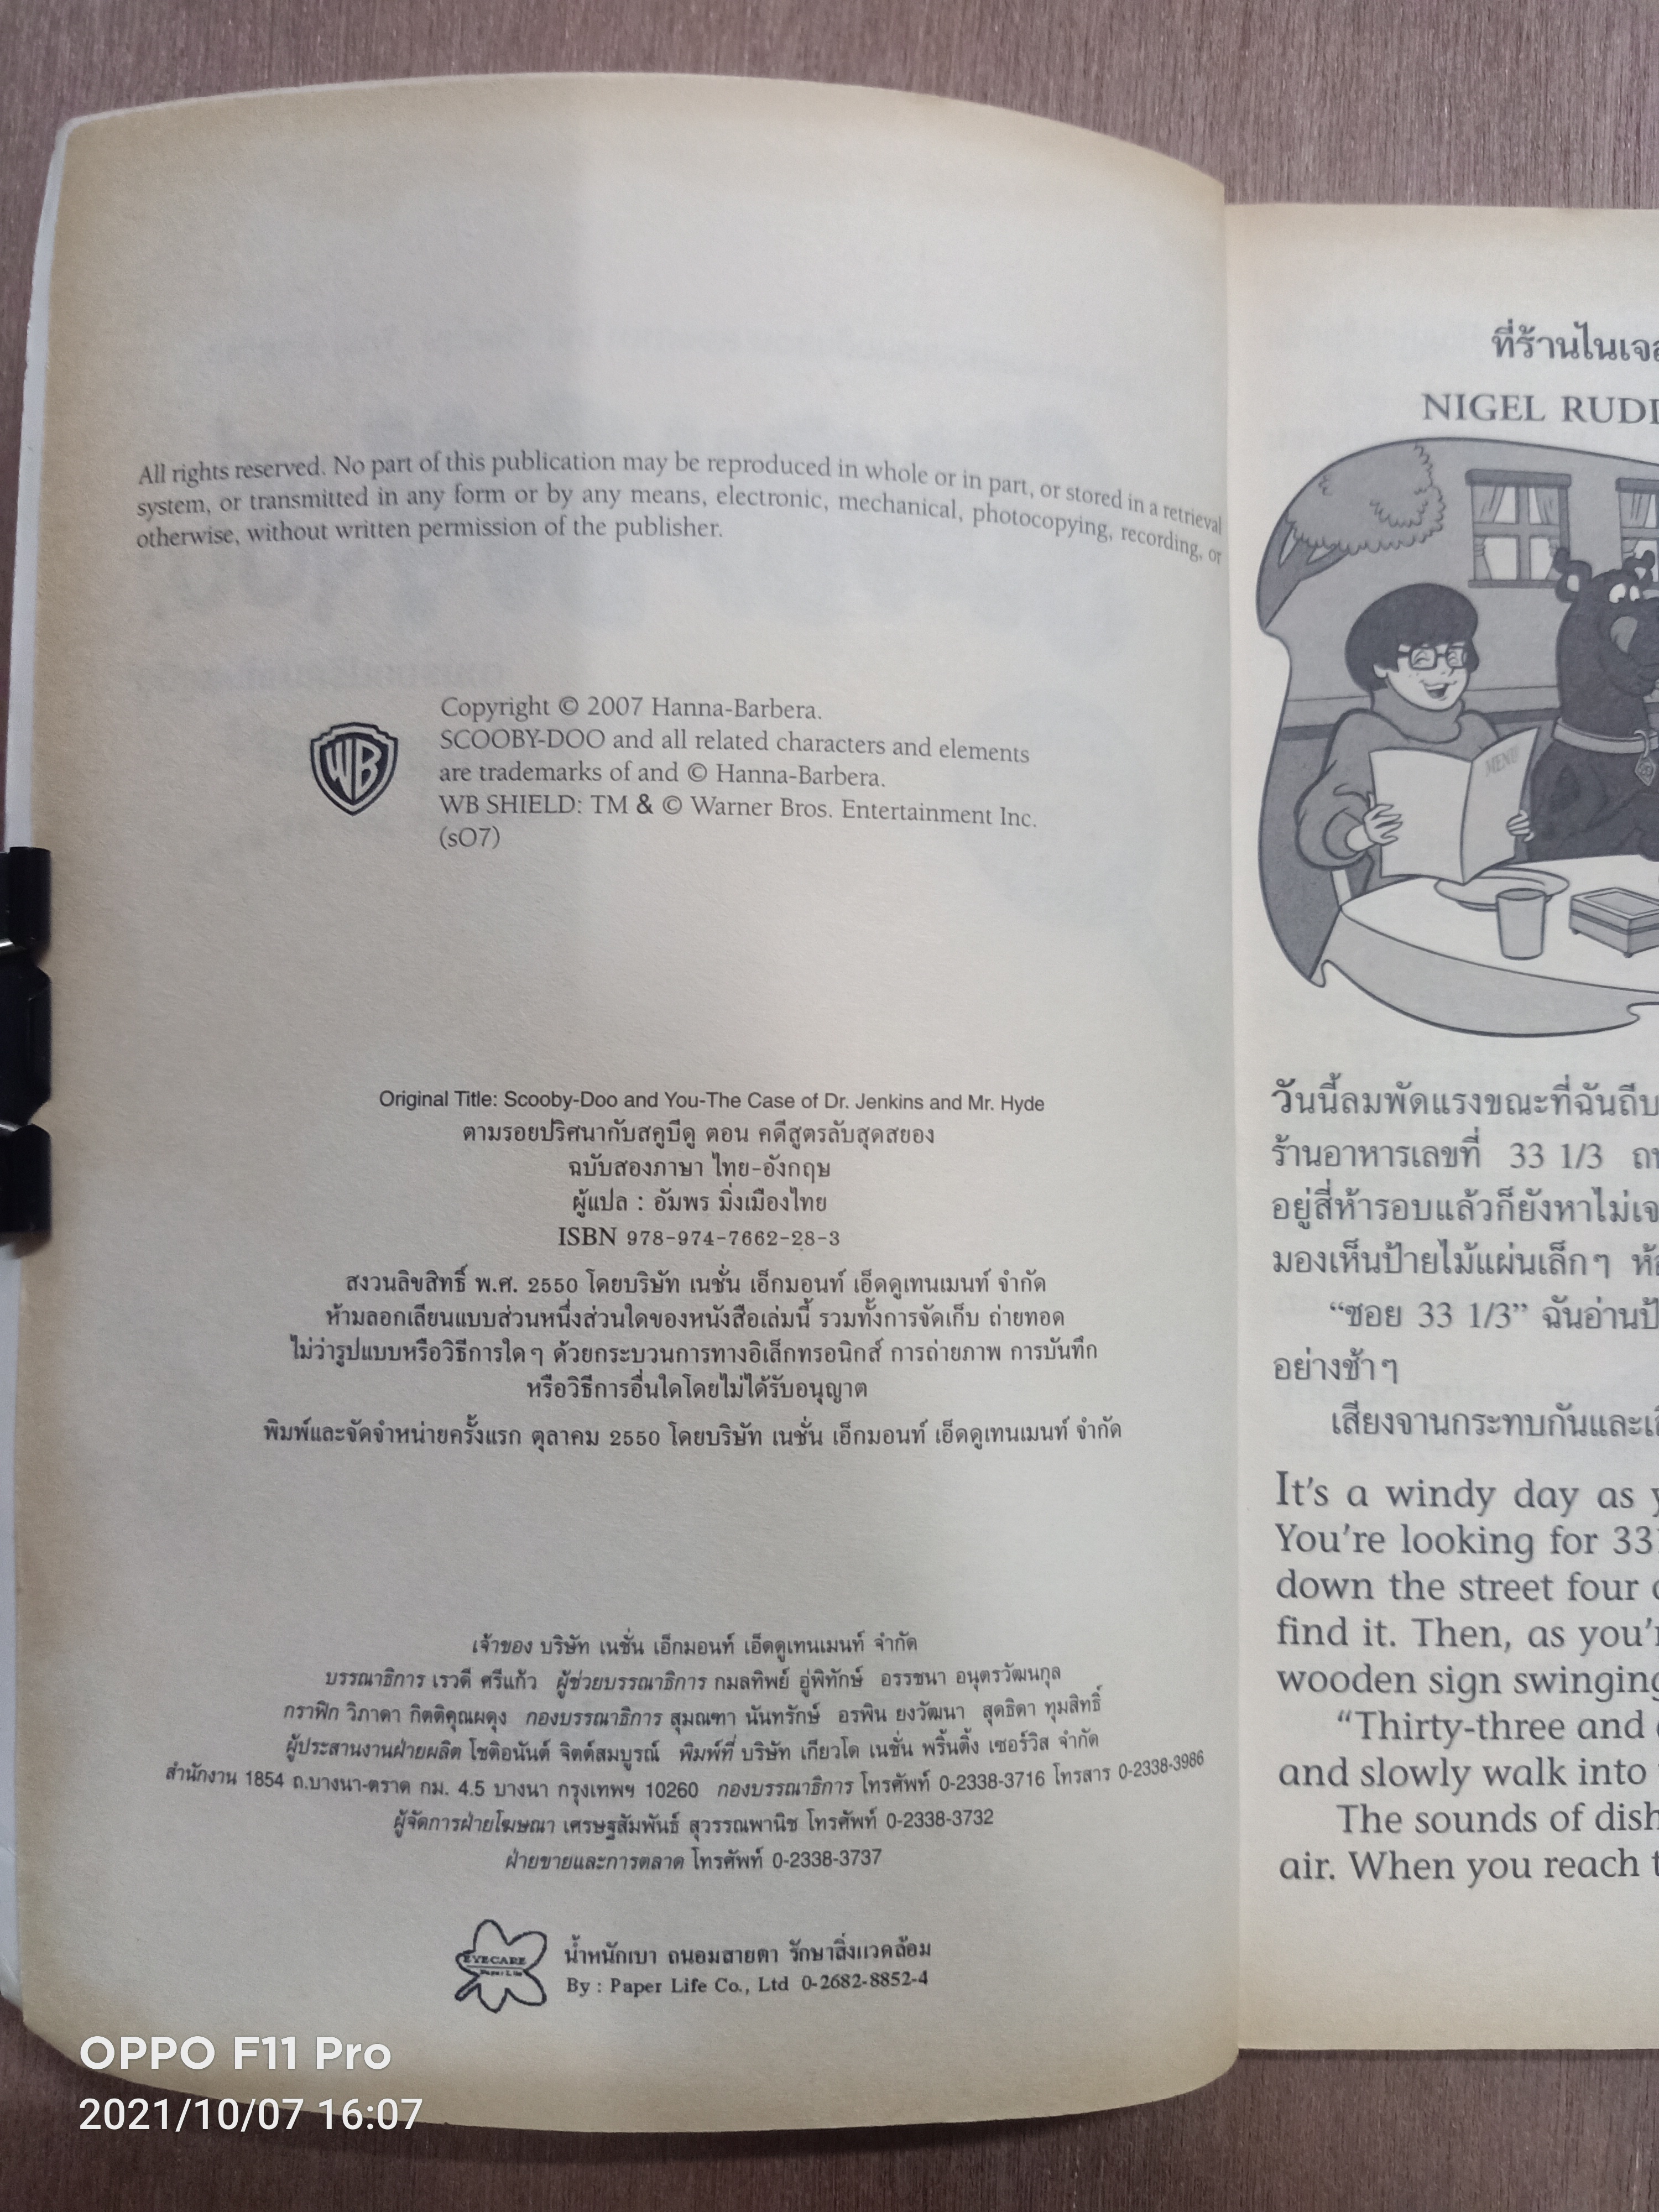 All rights reserved. No part of this publication may be reproduced in whole or in part, or stored in a retrieval
system, or transmitted in any form or by any means, electronic, mechanical, photocopying, recording, or
otherwise, without written permission of the publisher.
WB
Copyright © 2007 Hanna-Barbera.
SCOOBY-DOO and all related characters and elements
are trademarks of and © Hanna-Barbera.
WB SHIELD: TM & © Warner Bros. Entertainment Inc.
(sO7)
Original Title: Scooby-Doo and You-The Case of Dr. Jenkins and Mr. Hyde
ตามรอยปริศนากับสคูบีดู ตอน คดีสูตรลับสุดสยอง
ฉบับสองภาษา ไทย-อังกฤษ
ผู้แปล : อัมพร มิ่งเมืองไทย
ISBN 978-974-7662-28-3
สงวนลิขสิทธิ์ พ.ศ. 2550 โดยบริษัท เนชั่น เอ็กมอนท์ เอ็ดดูเทนเมนท์ จำกัด
ห้ามลอกเลียนแบบส่วนหนึ่งส่วนใดของหนังสือเล่มนี้ รวมทั้งการจัดเก็บ ถ่ายทอด
ไม่ว่ารูปแบบหรือวิธีการใดๆ ด้วยกระบวนการทางอิเล็กทรอนิกส์ การถ่ายภาพ การบันทึก
หรือวิธีการอื่นใดโดยไม่ได้รับอนุญาต
พิมพ์และจัดจำหน่ายครั้งแรก ตุลาคม 2550 โดยบริษัท เนชั่น เอ็กมอนท์ เอ็ดดูเทนเมนท์ จำกัด
เจ้าของ บริษัท เนชั่น เอ็กมอนท์ เอ็ดดูเทนเมนท์ จำกัด
บรรณาธิการ เรวดี ศรีแก้ว ผู้ช่วยบรรณาธิการ กมลทิพย์ อู่พิทักษ์ อรรชนา อนุตรวัฒนกุล
กราฟิก วิภาดา กิตติคุณผดุง กองบรรณาธิการ สุมณฑา นันทรักษ์ อรพิน ยงวัฒนา สุดธิดา ทุมสิทธิ์
ผู้ประสานงานฝ่ายผลิต โชติอนันต์ จิตต์สมบูรณ์ พิมพ์ที่ บริษัท เกียวโด เนชั่น พริ้นติ้ง เซอร์วิส จำกัด
สำนักงาน 1854 ถ.บางนา-ตราด กม. 4.5 บางนา กรุงเทพฯ 10260 กองบรรณาธิการ โทรศัพท์ 0-2338-3716 โทรสาร 0-2338-3986
ผู้จัดการฝ่ายโฆษณา เศรษฐสัมพันธ์ สุวรรณพานิช โทรศัพท์ 0-2338-3732
ฝ่ายขายและการตลาด โทรศัพท์ 0-2338-3737
EYECARE
น้ำหนักเบา ถนอมสายตา รักษาสิ่งแวดล้อม
By : Paper Life Co., Ltd 0-2682-8852-4
ที่ร้านไนเจ
NIGEL RUDD
MENU
วันนี้ลมพัดแรงขณะที่ฉันถีบ
ร้านอาหารเลขที่ 33 1/3
อยู่สี่ห้ารอบแล้วก็ยังหาไม่เจ
มองเห็นป้ายไม้แผ่นเล็กๆ
“ซอย 33 1/3” ฉันอ่าน
อย่างช้าๆ
เสียงจานกระทบกันและ
It’s a windy day as
You’re looking for 33
down the street four
find it. Then, as you’r
wooden sign swinging
“Thirty-three and
and slowly walk into
The sounds of dish
air. When you reach
OPPO F11 Pro
2021/10/07 16:07